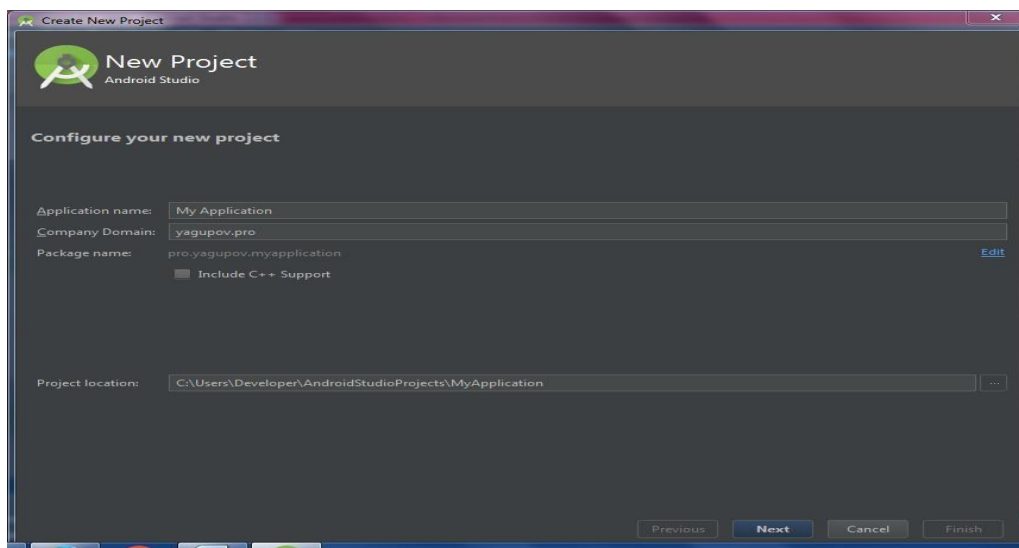 Create New Project
New Project
Android Studio
Configure your new project
Application name: My Application
Company Domain: yagupov.pro
Package name: pro.yagupov.myapplication Edit
Include C++ Support
Project location: C:\Users\Developer\AndroidStudioProjects\MyApplication ...
Previous Next Cancel Finish